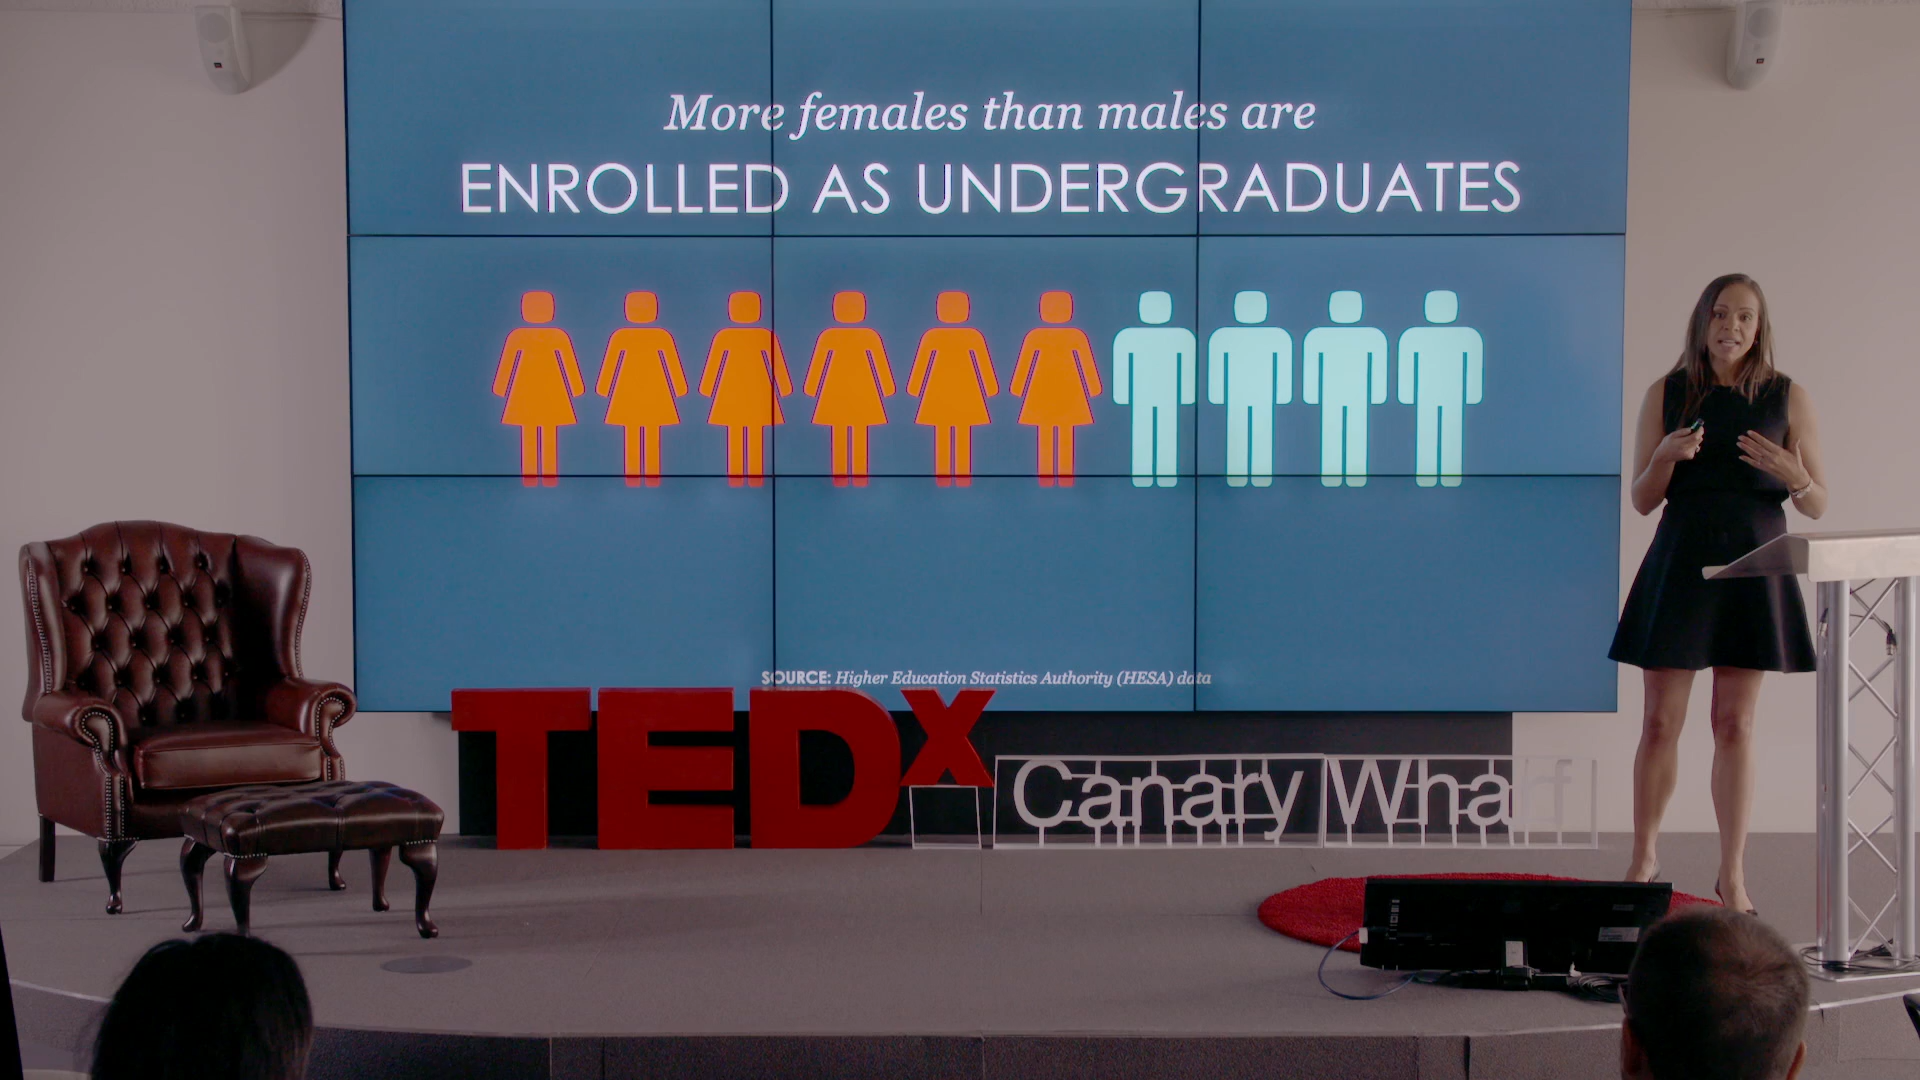 More females than males are
ENROLLED AS UNDERGRADUATES
SOURCE: Higher Education Statistics Authority (HESA) data
TEDx
Canary Wharf